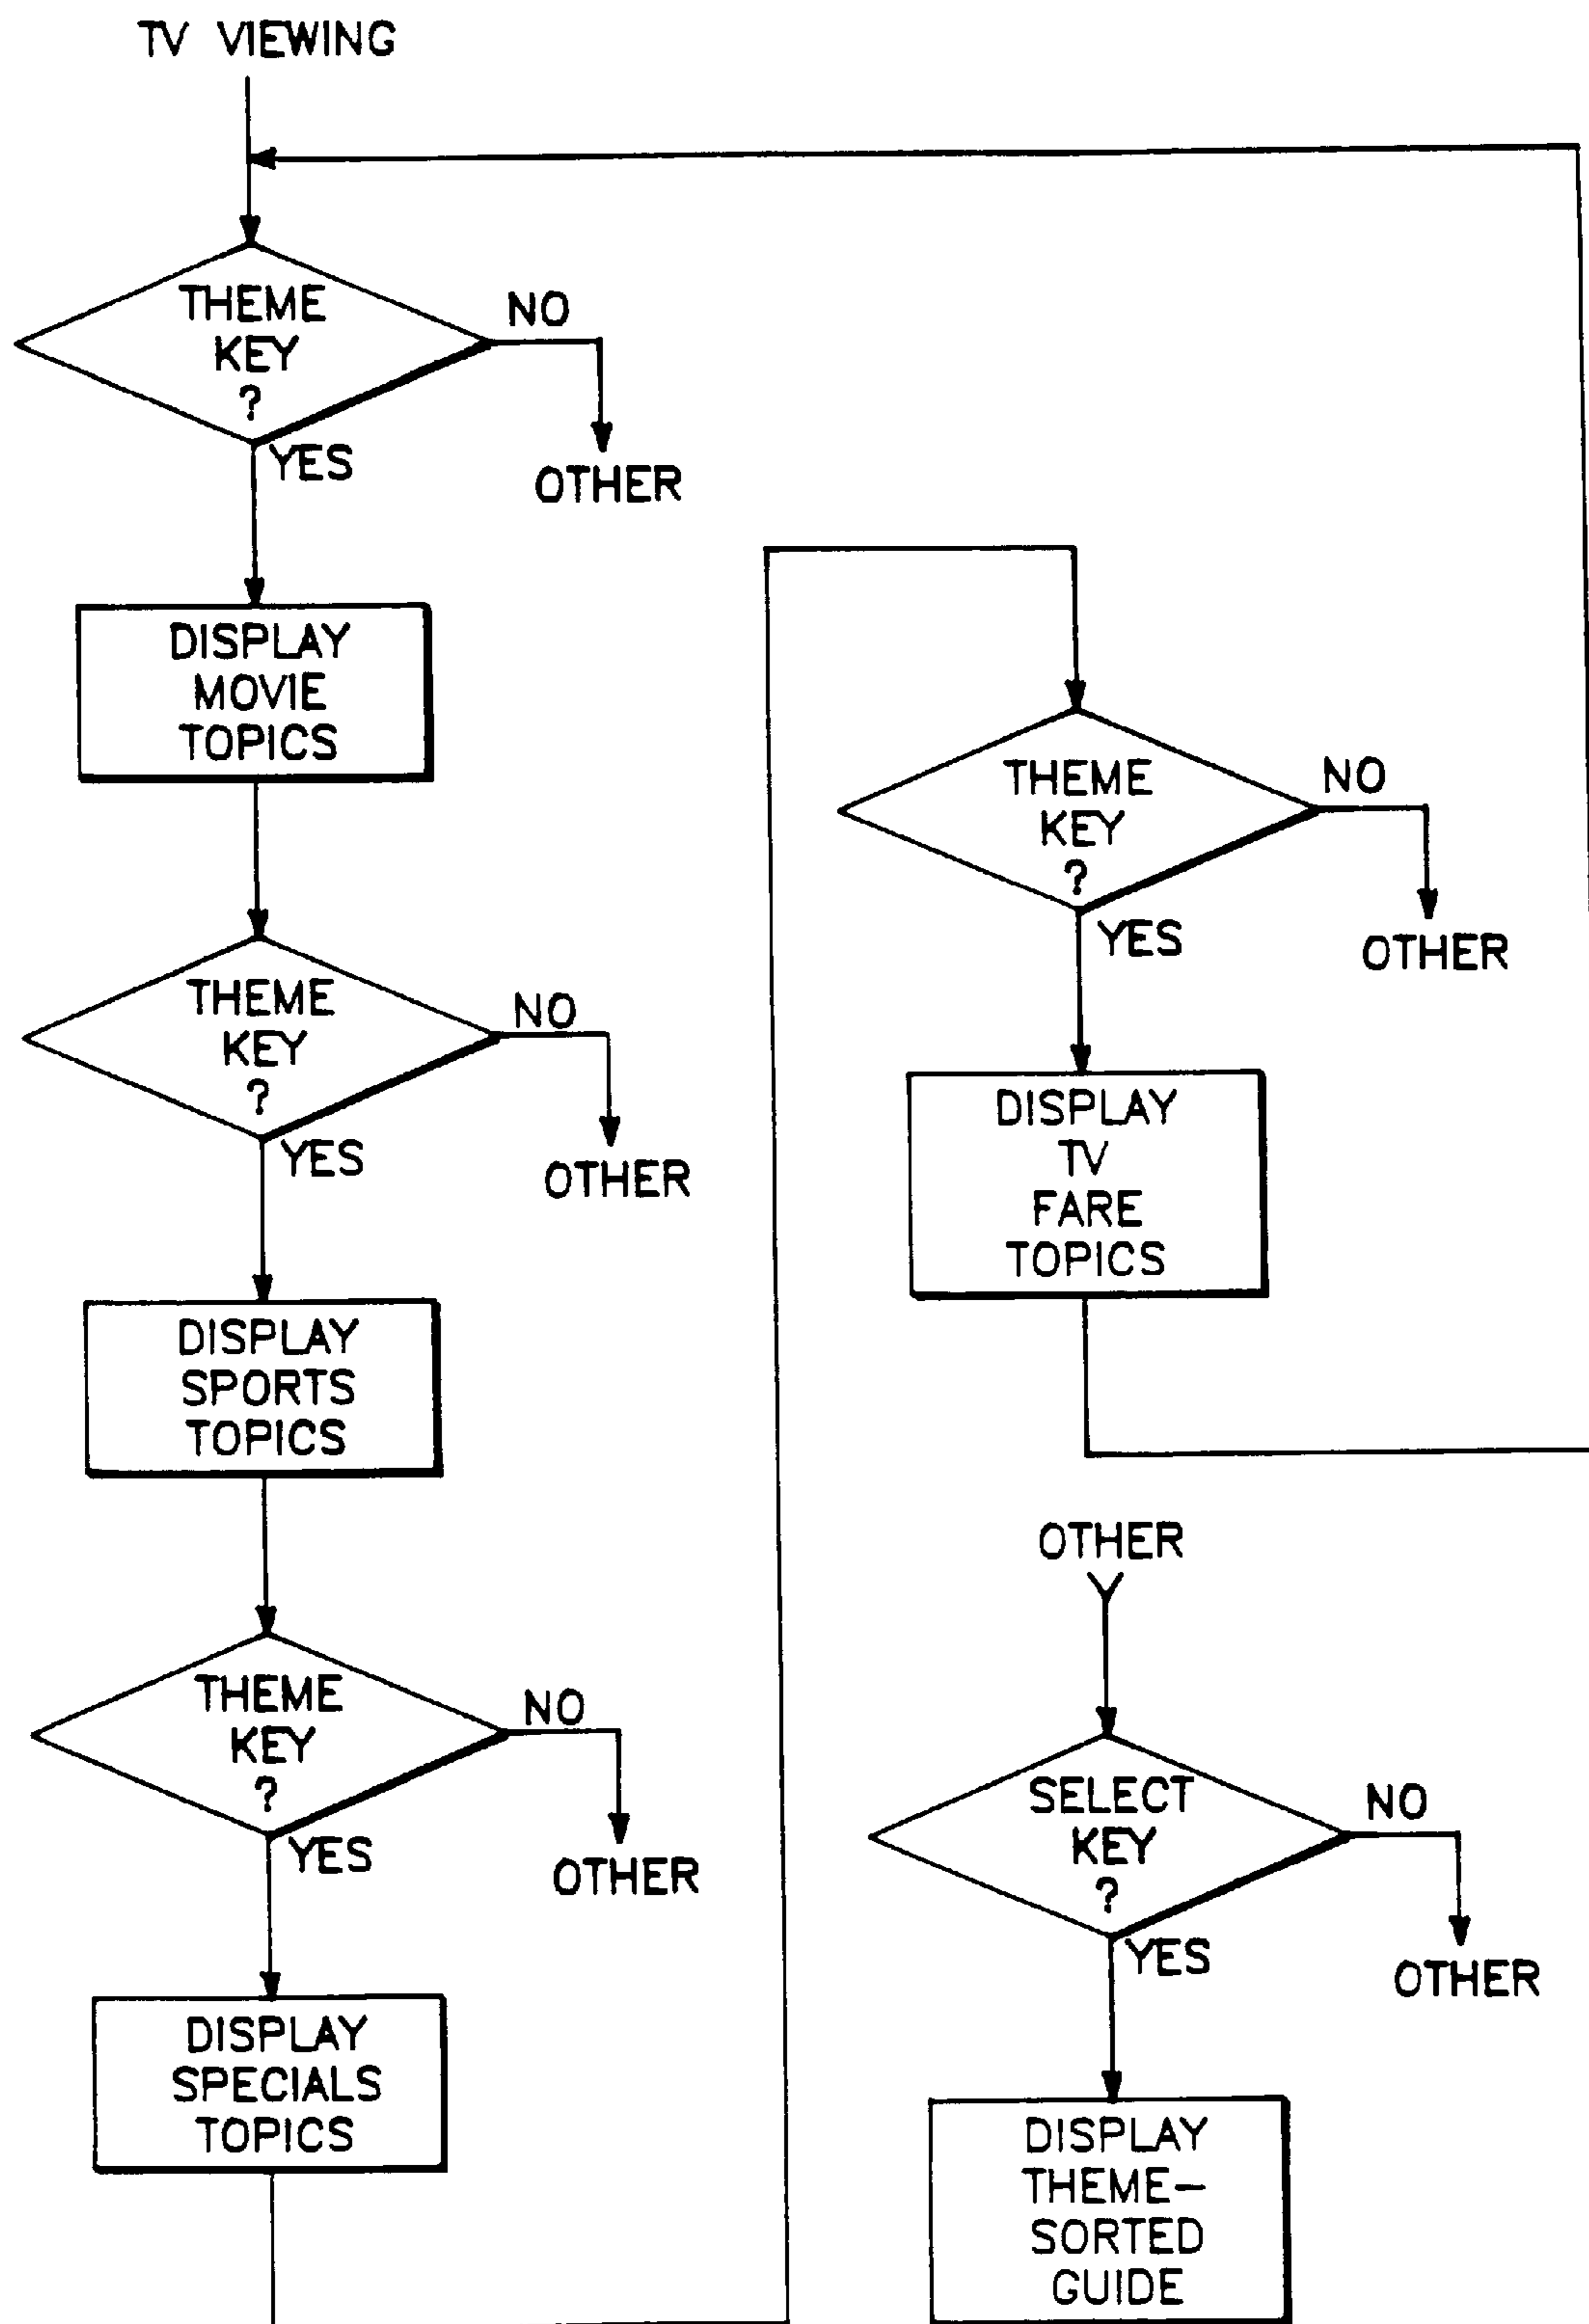 TV VIEWING
THEME
KEY
?
NO
YES
OTHER
DISPLAY
MOVIE
TOPICS
THEME
KEY
?
NO
YES
OTHER
DISPLAY
SPORTS
TOPICS
THEME
KEY
?
NO
YES
OTHER
DISPLAY
SPECIALS
TOPICS
THEME
KEY
?
NO
YES
OTHER
DISPLAY
TV
FARE
TOPICS
OTHER
SELECT
KEY
?
NO
YES
OTHER
DISPLAY
THEME-
SORTED
GUIDE